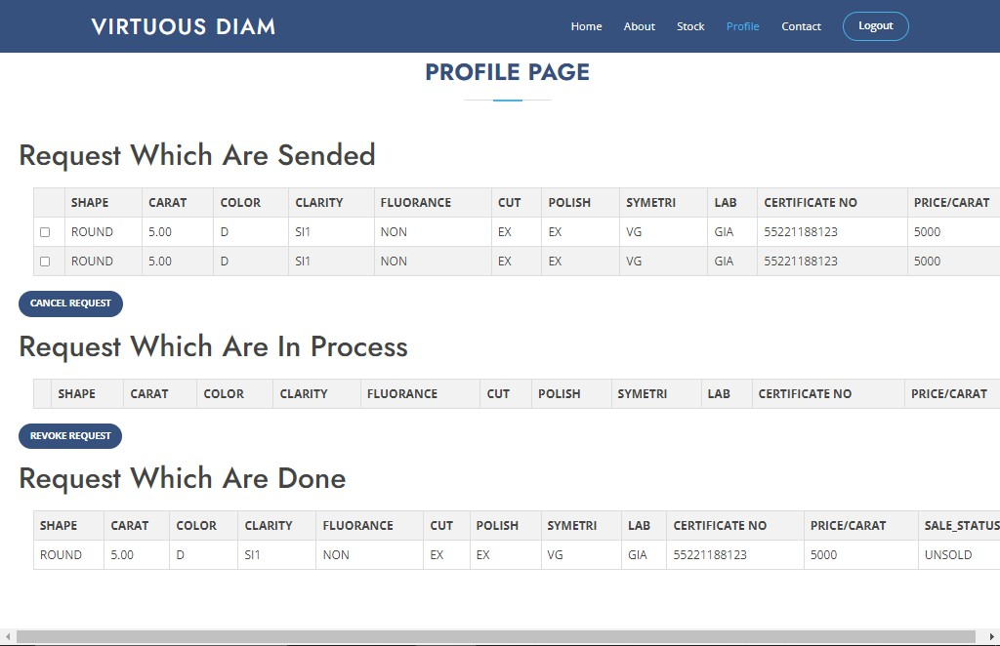 VIRTUOUS DIAM Home About Stock Profile Contact Logout
PROFILE PAGE
Request Which Are Sended
SHAPE CARAT COLOR CLARITY FLUORANCE CUT POLISH SYMETRI LAB CERTIFICATE NO PRICE/CARAT
ROUND 5.00 D SI1 NON EX EX VG GIA 55221188123 5000
ROUND 5.00 D SI1 NON EX EX VG GIA 55221188123 5000
CANCEL REQUEST
Request Which Are In Process
SHAPE CARAT COLOR CLARITY FLUORANCE CUT POLISH SYMETRI LAB CERTIFICATE NO PRICE/CARAT
REVOKE REQUEST
Request Which Are Done
SHAPE CARAT COLOR CLARITY FLUORANCE CUT POLISH SYMETRI LAB CERTIFICATE NO PRICE/CARAT SALE_STATUS
ROUND 5.00 D SI1 NON EX EX VG GIA 55221188123 5000 UNSOLD